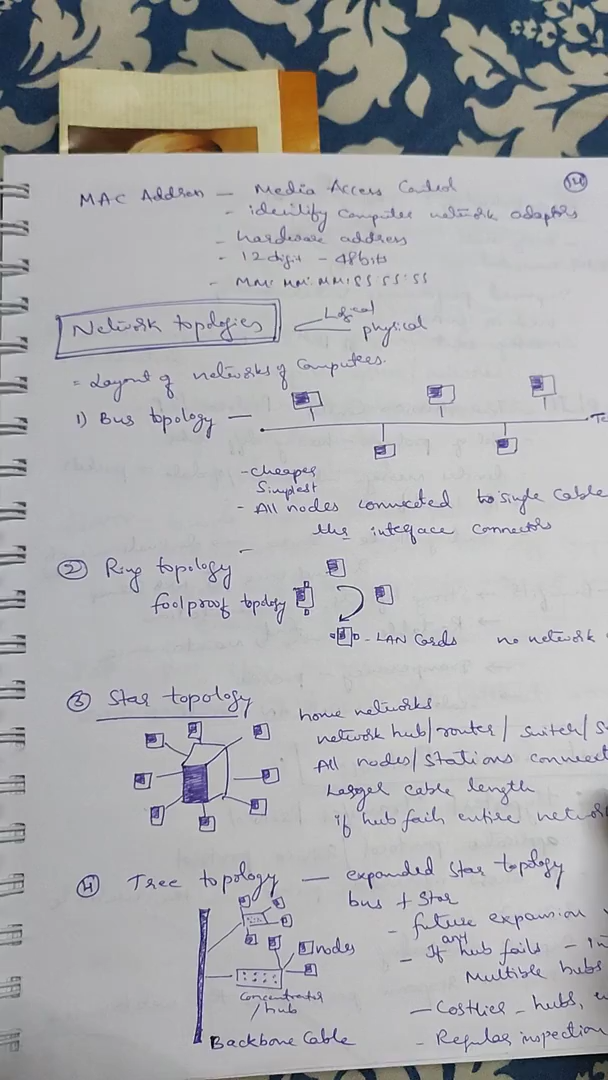 14
MAC Address — Media Access Control
- identify computer network adaptors
- hardware address
- 12 digit - 48 bits
- MM: MM: MM: SS SS: SS
Network topologies
Logical
physical
= Layout of networks of computers.
1) Bus topology —
- cheaper
Simplest
- All nodes connected to single cable
thru interface connectors
2 Ring topology
foolproof topology
- LAN Cards no network
3 Star topology
home networks
network hub/router/
All nodes/stations connect
Larger cable length
if hub fails entire network
4 Tree topology — expanded star topology
bus + star
- future expansion
- If any hub fails -
Multiple hubs
nodes
concentrator
/hub
- Costlier - hubs,
- Regular inspection
Backbone Cable